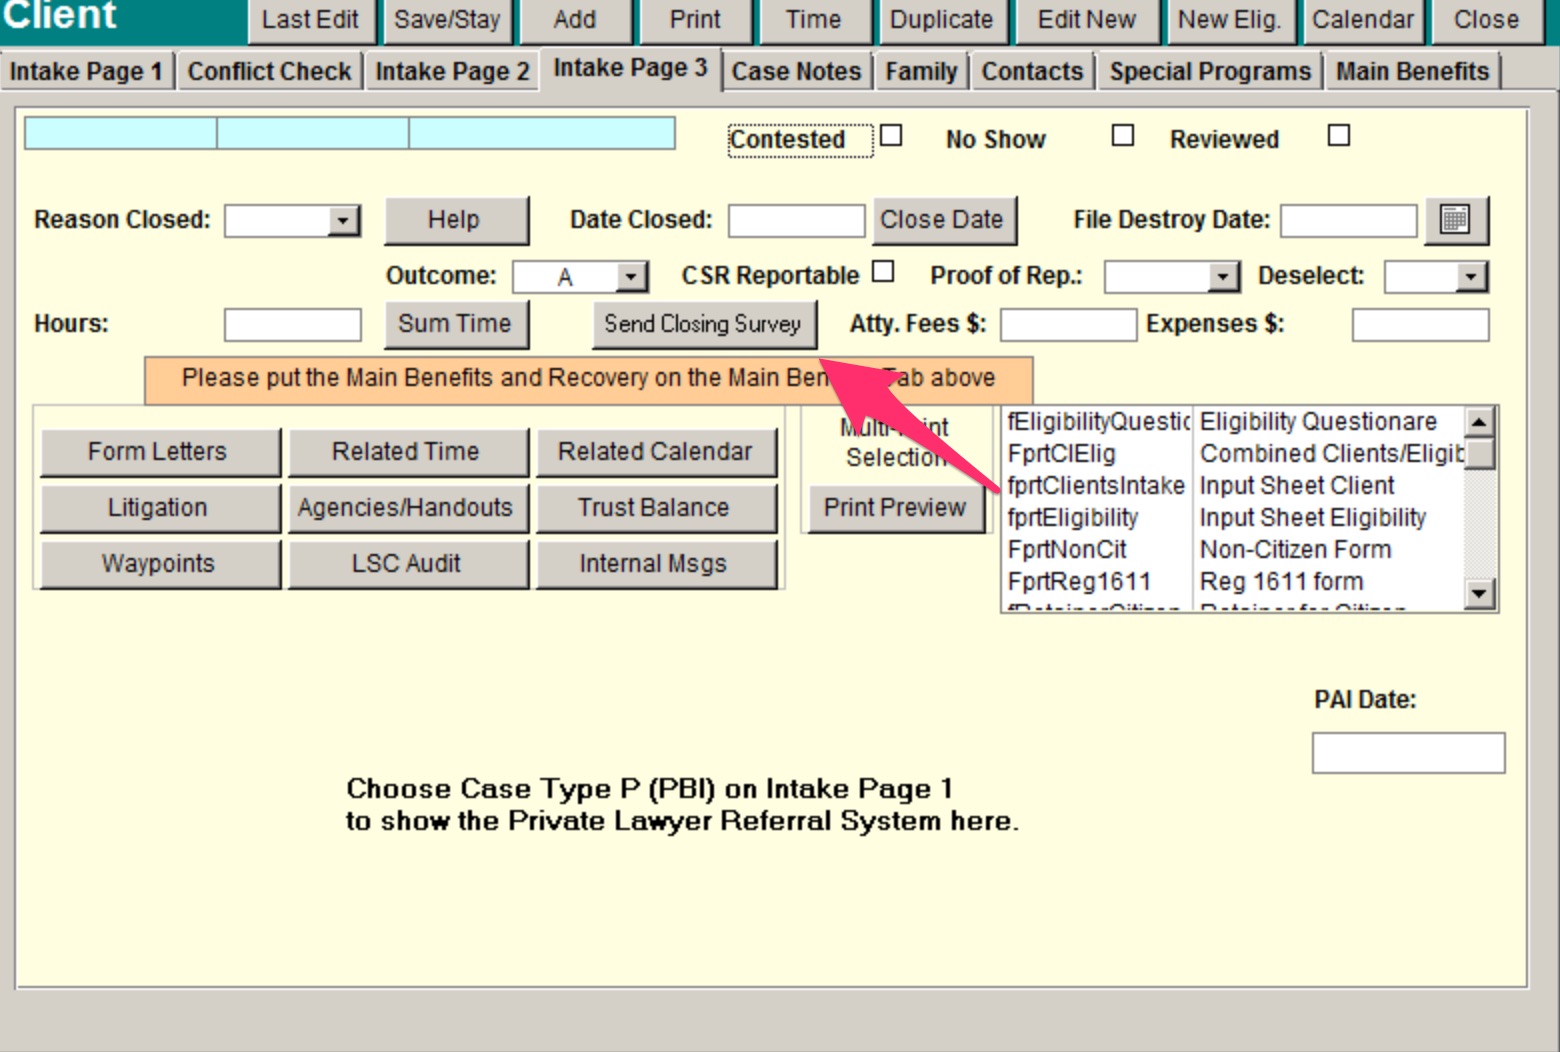 Client Last Edit Save/Stay Add Print Time Duplicate Edit New New Elig. Calendar Close
Intake Page 1 Conflict Check Intake Page 2 Intake Page 3 Case Notes Family Contacts Special Programs Main Benefits
Contested No Show Reviewed
Reason Closed: Help Date Closed: Close Date File Destroy Date:
Outcome: A CSR Reportable Proof of Rep.: Deselect:
Hours: Sum Time Send Closing Survey Atty. Fees $: Expenses $:
Please put the Main Benefits and Recovery on the Main Ben Tab above
Form Letters Related Time Related Calendar
Litigation Agencies/Handouts Trust Balance
Waypoints LSC Audit Internal Msgs
Selection
Print Preview
fEligibilityQuestic Eligibility Questionare
FprtClElig Combined Clients/Eligib
fprtClientsIntake Input Sheet Client
fprtEligibility Input Sheet Eligibility
FprtNonCit Non-Citizen Form
FprtReg1611 Reg 1611 form
PAI Date:
Choose Case Type P (PBI) on Intake Page 1
to show the Private Lawyer Referral System here.